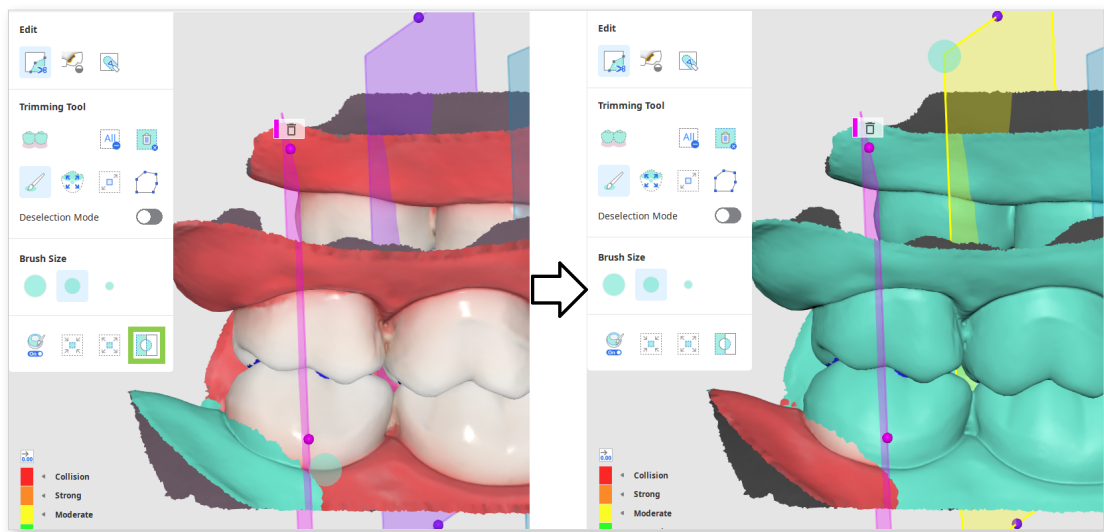 Edit
All
Trimming Tool
Deselection Mode
Brush Size
On
0.00
Collision
Strong
Moderate
Edit
Trimming Tool
All
Deselection Mode
Brush Size
On
0.00
Collision
Strong
Moderate